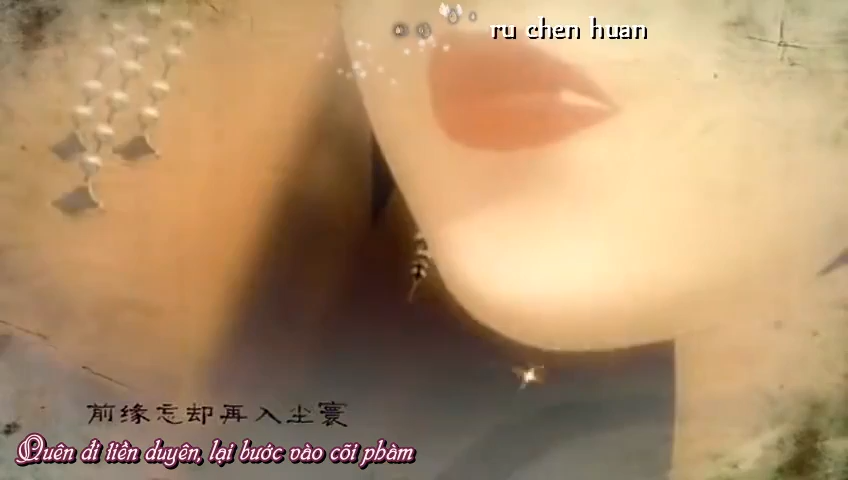 ru chen huan
前缘忘却再入尘寰
Quên đi tiền duyên, lại bước vào cõi phàm